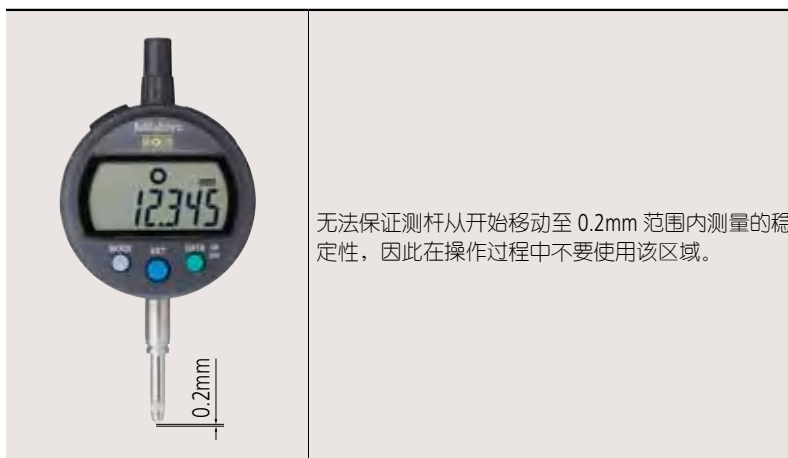 Mitutoyo
12.345
mm
MODE SET DATA
0.2mm
无法保证测杆从开始移动至 0.2mm 范围内测量的稳
定性，因此在操作过程中不要使用该区域。